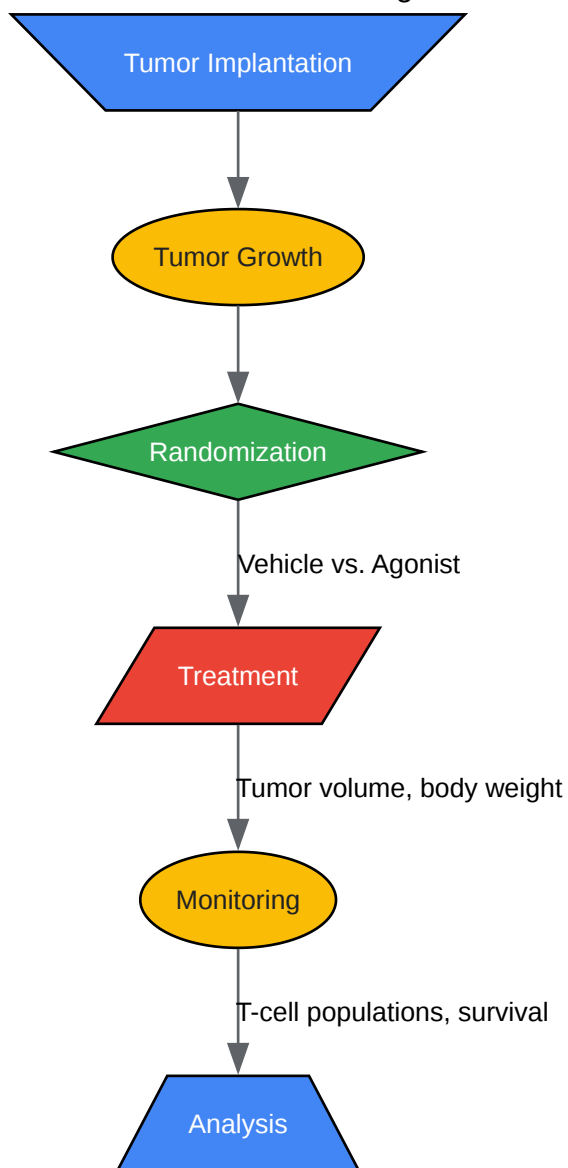 Tumor Implantation
Tumor Growth
Randomization
Vehicle vs. Agonist
Treatment
Tumor volume, body weight
Monitoring
T-cell populations, survival
Analysis